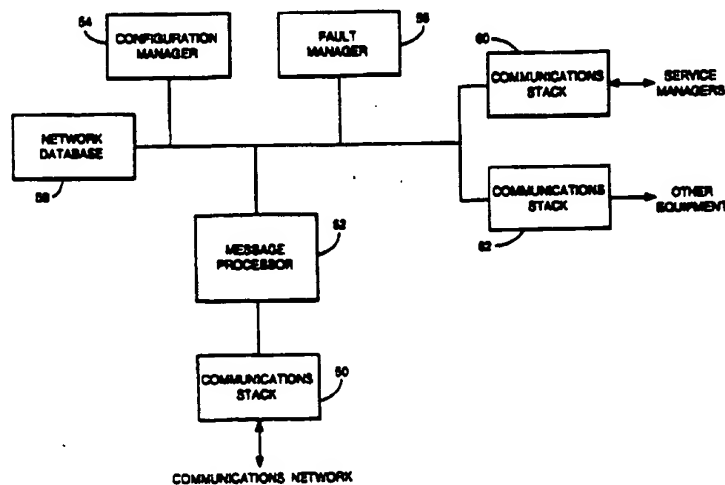 54
CONFIGURATION
MANAGER
FAULT
MANAGER
56
60
COMMUNICATIONS
STACK
SERVICE
MANAGERS
NETWORK
DATABASE
58
COMMUNICATIONS
STACK
OTHER
EQUIPMENT
62
MESSAGE
PROCESSOR
52
COMMUNICATIONS
STACK
50
COMMUNICATIONS NETWORK